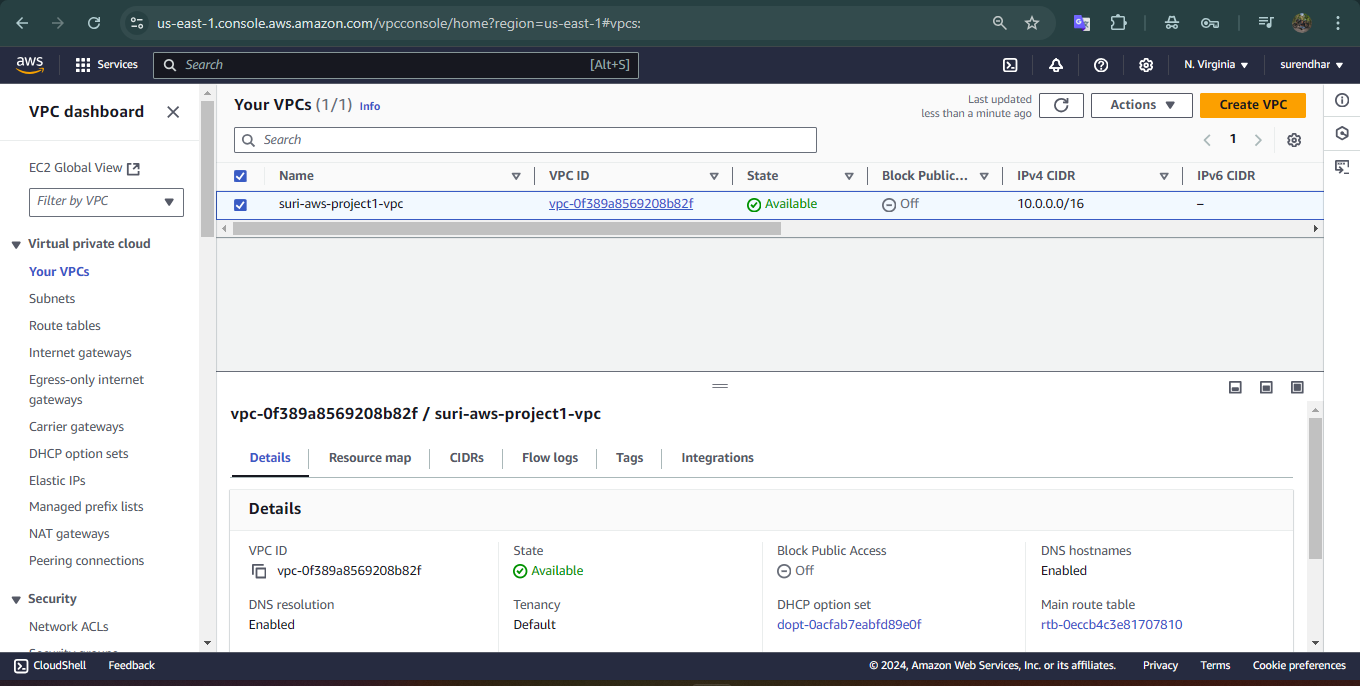 us-east-1.console.aws.amazon.com/vpcconsole/home?region=us-east-1#vpcs:
aws
Services
Search
[Alt+S]
N. Virginia
surendhar
VPC dashboard
EC2 Global View
Filter by VPC
Virtual private cloud
Your VPCs
Subnets
Route tables
Internet gateways
Egress-only internet
gateways
Carrier gateways
DHCP option sets
Elastic IPs
Managed prefix lists
NAT gateways
Peering connections
Security
Network ACLs
Your VPCs (1/1) Info
Last updated
less than a minute ago
Actions
Create VPC
Search
1
Name VPC ID State Block Public... IPv4 CIDR IPv6 CIDR
suri-aws-project1-vpc vpc-0f389a8569208b82f Available Off 10.0.0.0/16 –
vpc-0f389a8569208b82f / suri-aws-project1-vpc
Details Resource map CIDRs Flow logs Tags Integrations
Details
VPC ID
vpc-0f389a8569208b82f
State
Available
Block Public Access
Off
DNS hostnames
Enabled
DNS resolution
Enabled
Tenancy
Default
DHCP option set
dopt-0acfab7eabfd89e0f
Main route table
rtb-0eccb4c3e81707810
CloudShell Feedback © 2024, Amazon Web Services, Inc. or its affiliates. Privacy Terms Cookie preferences